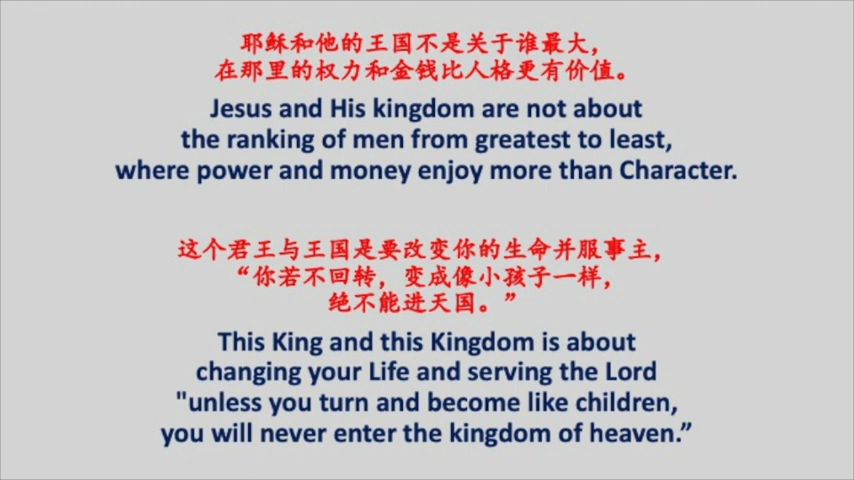 耶稣和他的王国不是关于谁最大，
在那里的权力和金钱比人格更有价值。
Jesus and His kingdom are not about
the ranking of men from greatest to least,
where power and money enjoy more than Character.
这个君王与王国是要改变你的生命并服事主，
“你若不回转，变成像小孩子一样，
绝不能进天国。”
This King and this Kingdom is about
changing your Life and serving the Lord
"unless you turn and become like children,
you will never enter the kingdom of heaven.”